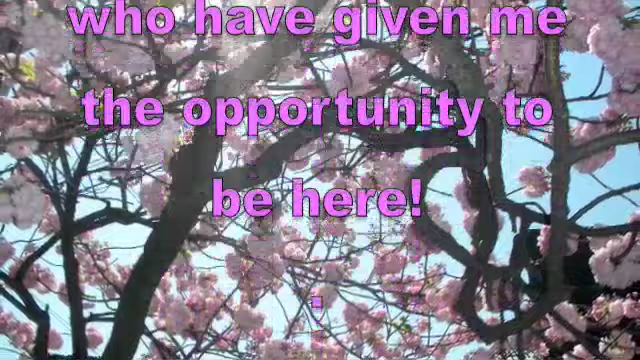 who have given me
the opportunity to
be here!
.